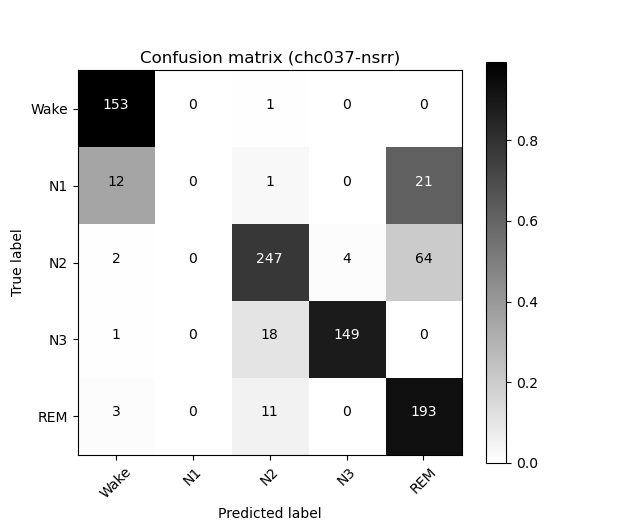 Confusion matrix (chc037-nsrr)
Wake 153 0 1 0 0
N1 12 0 1 0 21
N2 2 0 247 4 64
N3 1 0 18 149 0
REM 3 0 11 0 193
Wake N1 N2 N3 REM
Predicted label
True label
0.8
0.6
0.4
0.2
0.0